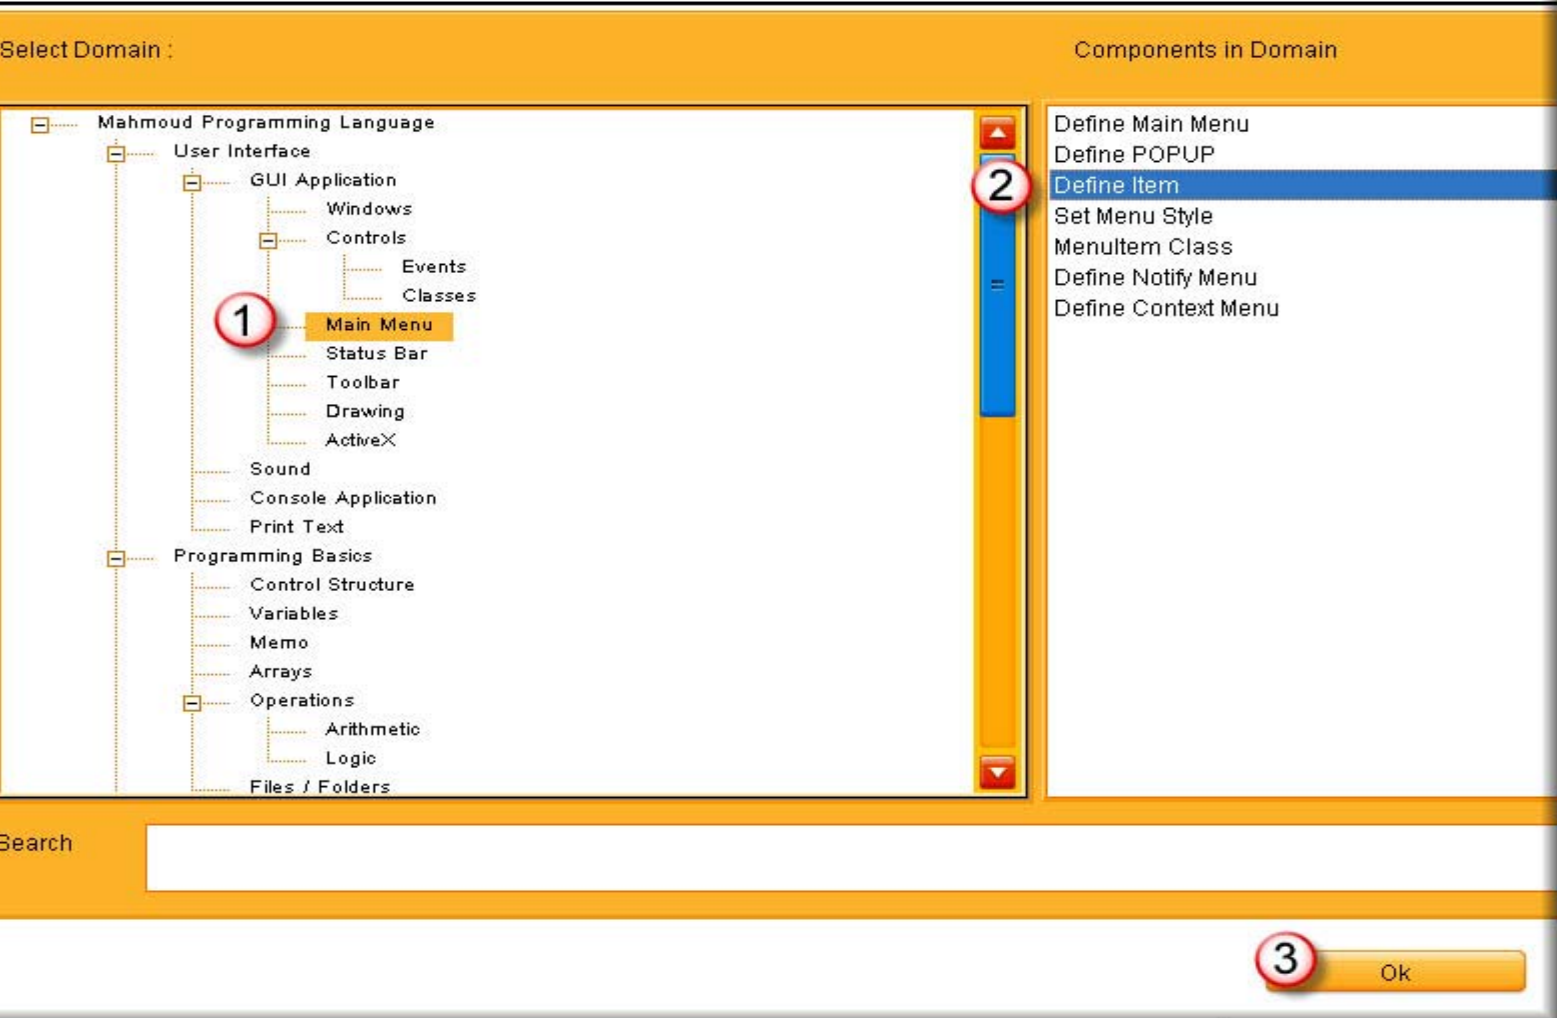 Select Domain :
Components in Domain
Mahmoud Programming Language
User Interface
GUI Application
Windows
Controls
Events
Classes
1
Main Menu
Status Bar
Toolbar
Drawing
ActiveX
Sound
Console Application
Print Text
Programming Basics
Control Structure
Variables
Memo
Arrays
Operations
Arithmetic
Logic
Files / Folders
Define Main Menu
Define POPUP
2
Define Item
Set Menu Style
MenuItem Class
Define Notify Menu
Define Context Menu
Search
3
Ok